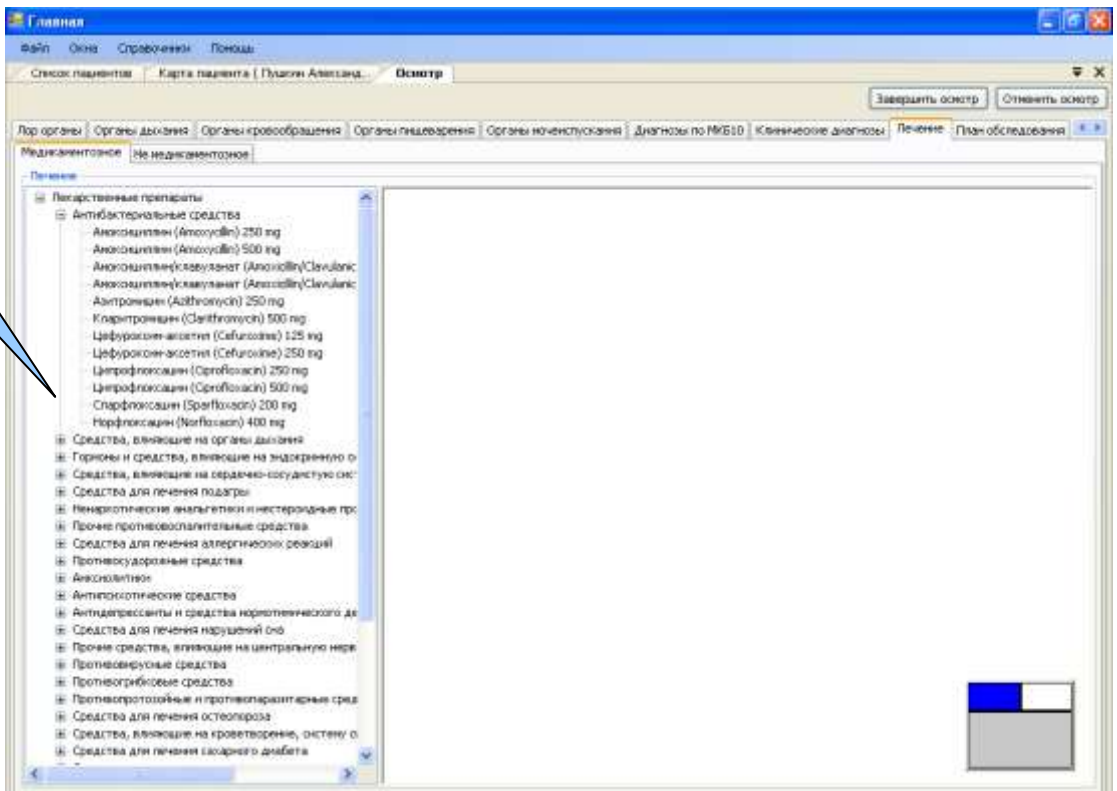 Главная
Файл Окна Справочники Помощь
Список пациентов Карта пациента ( Пушкин Александ... Осмотр
Завершить осмотр Отменить осмотр
Лор органы Органы дыхания Органы кровообращения Органы пищеварения Органы мочеиспускания Диагнозы по МКБ10 Клинические диагнозы Лечение План обследования
Медикаментозное Не медикаментозное
Лечение
Лекарственные препараты
Антибактериальные средства
Амоксициллин (Amoxycillin) 250 mg
Амоксициллин (Amoxycillin) 500 mg
Амоксициллин/клавуланат (Amoxicillin/Clavulanic
Амоксициллин/клавуланат (Amoxicillin/Clavulanic
Азитромицин (Azithromycin) 250 mg
Кларитромицин (Clarithromycin) 500 mg
Цефуроксим-аксетил (Cefuroxime) 125 mg
Цефуроксим-аксетил (Cefuroxime) 250 mg
Ципрофлоксацин (Ciprofloxacin) 250 mg
Ципрофлоксацин (Ciprofloxacin) 500 mg
Спарфлоксацин (Sparfloxacin) 200 mg
Норфлоксацин (Norfloxacin) 400 mg
Средства, влияющие на органы дыхания
Гормоны и средства, влияющие на эндокринную с
Средства, влияющие на сердечно-сосудистую сис
Средства для лечения подагры
Ненаркотические анальгетики и нестероидные про
Прочие противовоспалительные средства
Средства для лечения аллергических реакций
Противосудорожные средства
Анксиолитики
Антипсихотические средства
Антидепрессанты и средства нормотимического де
Средства для лечения нарушений сна
Прочие средства, влияющие на центральную нерв
Противовирусные средства
Противогрибковые средства
Противопротозойные и противопаразитарные сред
Средства для лечения остеопороза
Средства, влияющие на кроветворение, систему с
Средства для лечения сахарного диабета